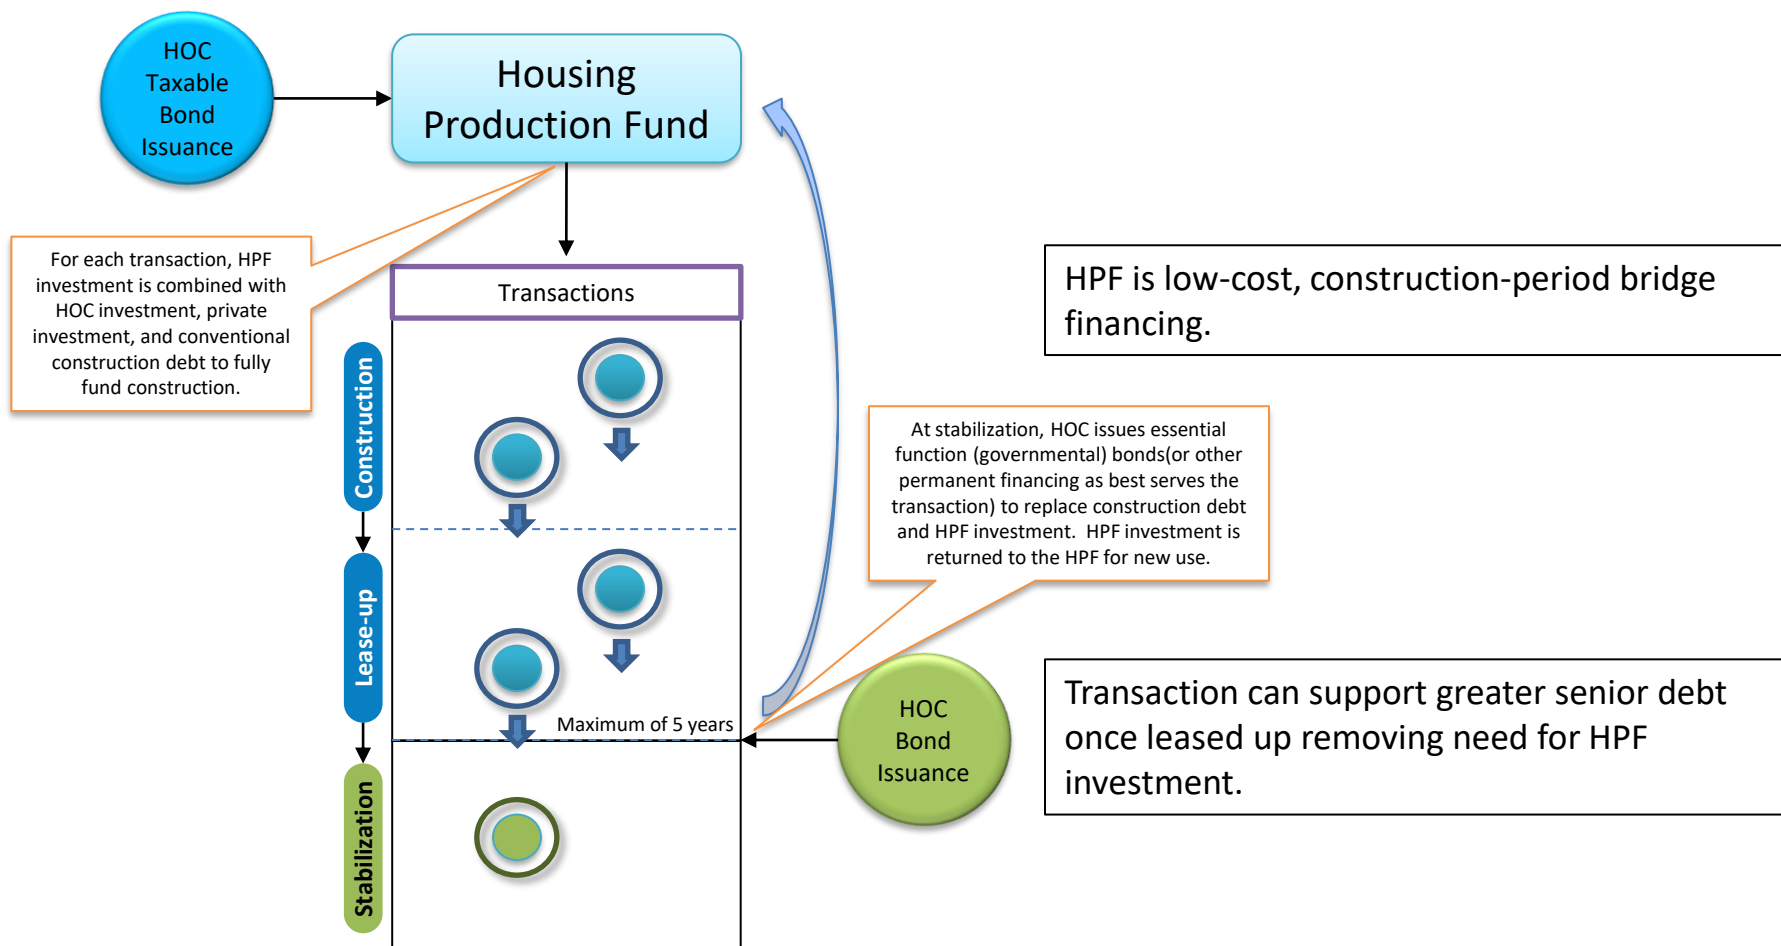 HOC
Taxable
Bond
Issuance
Housing
Production Fund
For each transaction, HPF
investment is combined with
HOC investment, private
investment, and conventional
construction debt to fully
fund construction.
Transactions
HPF is low-cost, construction-period bridge
financing.
Construction
At stabilization, HOC issues essential
function (governmental) bonds(or other
permanent financing as best serves the
transaction) to replace construction debt
and HPF investment.  HPF investment is
returned to the HPF for new use.
Lease-up
Maximum of 5 years
HOC
Bond
Issuance
Transaction can support greater senior debt
once leased up removing need for HPF
investment.
Stabilization